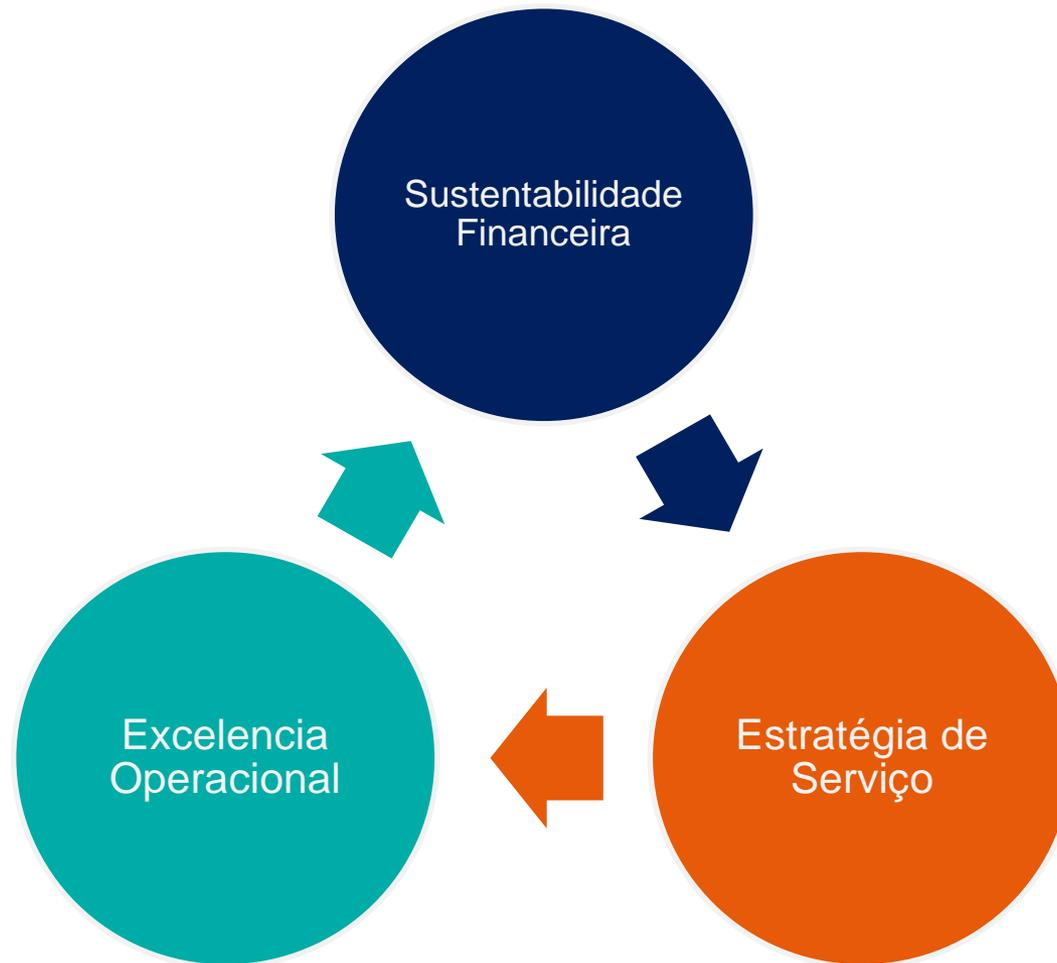 Sustentabilidade
Financeira
Excelencia
Operacional
Estratégia de
Serviço